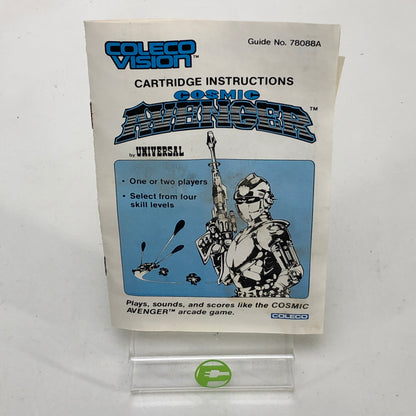 COLECO
VISION™
Guide No. 78088A
CARTRIDGE INSTRUCTIONS
COSMIC
AVENGER™
by UNIVERSAL
• One or two players
• Select from four
skill levels
Plays, sounds, and scores like the COSMIC
AVENGER™ arcade game.
COLECO